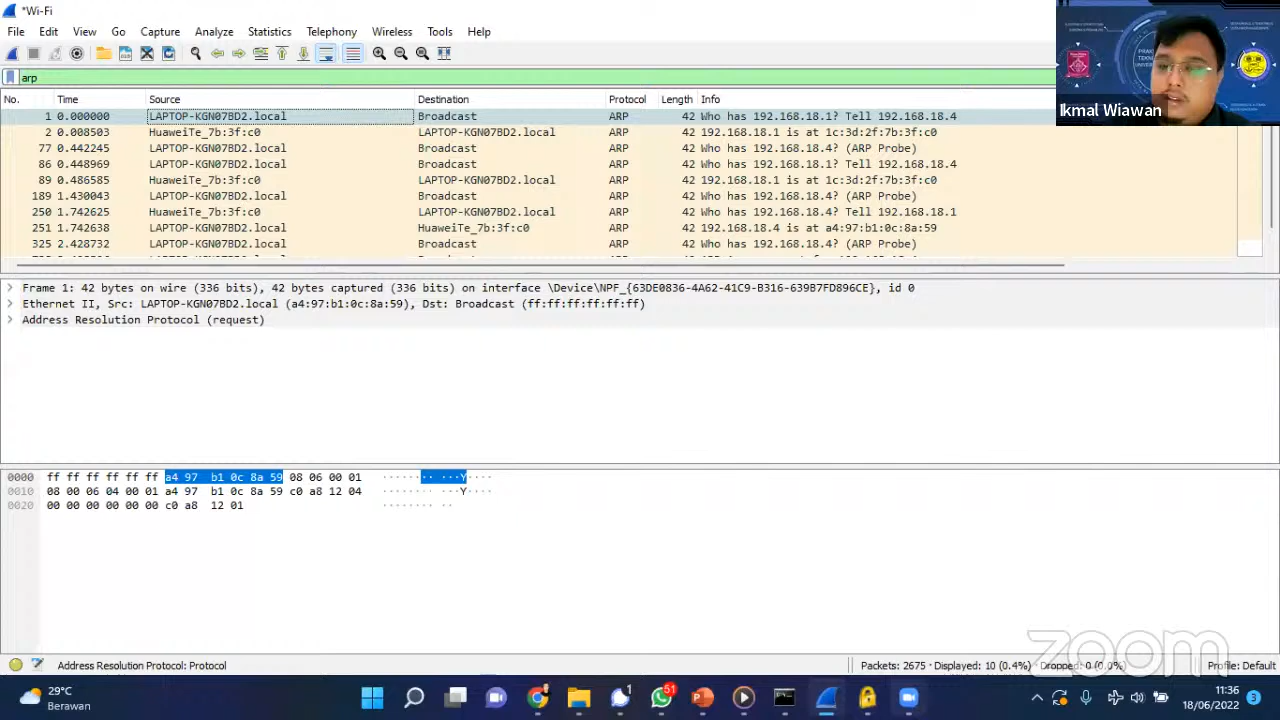 *Wi-Fi
File Edit View Go Capture Analyze Statistics Telephony Wireless Tools Help
arp
No. Time Source Destination Protocol Length Info
1 0.000000 LAPTOP-KGN07BD2.local Broadcast ARP 42 Who has 192.168.18.1? Tell 192.168.18.4
2 0.008503 HuaweiTe_7b:3f:c0 LAPTOP-KGN07BD2.local ARP 42 192.168.18.1 is at 1c:3d:2f:7b:3f:c0
77 0.442245 LAPTOP-KGN07BD2.local Broadcast ARP 42 Who has 192.168.18.4? (ARP Probe)
86 0.448969 LAPTOP-KGN07BD2.local Broadcast ARP 42 Who has 192.168.18.1? Tell 192.168.18.4
89 0.486585 HuaweiTe_7b:3f:c0 LAPTOP-KGN07BD2.local ARP 42 192.168.18.1 is at 1c:3d:2f:7b:3f:c0
189 1.430043 LAPTOP-KGN07BD2.local Broadcast ARP 42 Who has 192.168.18.4? (ARP Probe)
250 1.742625 HuaweiTe_7b:3f:c0 LAPTOP-KGN07BD2.local ARP 42 Who has 192.168.18.4? Tell 192.168.18.1
251 1.742638 LAPTOP-KGN07BD2.local HuaweiTe_7b:3f:c0 ARP 42 192.168.18.4 is at a4:97:b1:0c:8a:59
325 2.428732 LAPTOP-KGN07BD2.local Broadcast ARP 42 Who has 192.168.18.4? (ARP Probe)
Ikmal Wiawan
Frame 1: 42 bytes on wire (336 bits), 42 bytes captured (336 bits) on interface \Device\NPF_{63DE0836-4A62-41C9-B316-639B7FD896CE}, id 0
Ethernet II, Src: LAPTOP-KGN07BD2.local (a4:97:b1:0c:8a:59), Dst: Broadcast (ff:ff:ff:ff:ff:ff)
Address Resolution Protocol (request)
0000 ff ff ff ff ff ff a4 97 b1 0c 8a 59 08 06 00 01 ········ ···Y····
0010 08 00 06 04 00 01 a4 97 b1 0c 8a 59 c0 a8 12 04 ········ ···Y····
0020 00 00 00 00 00 00 c0 a8 12 01 ········ ··
zoom
Address Resolution Protocol: Protocol Packets: 2675 · Displayed: 10 (0.4%) · Dropped: 0 (0.0%) Profile: Default
29°C
Berawan
51
11:36
18/06/2022
3